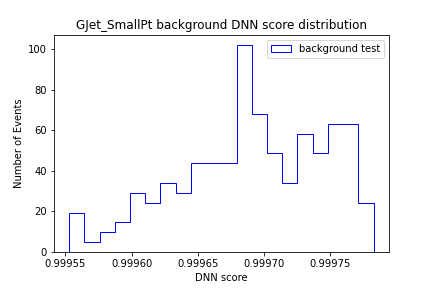 GJet_SmallPt background DNN score distribution
background test
Number of Events
100
80
60
40
20
0
0.99955 0.99960 0.99965 0.99970 0.99975
DNN score